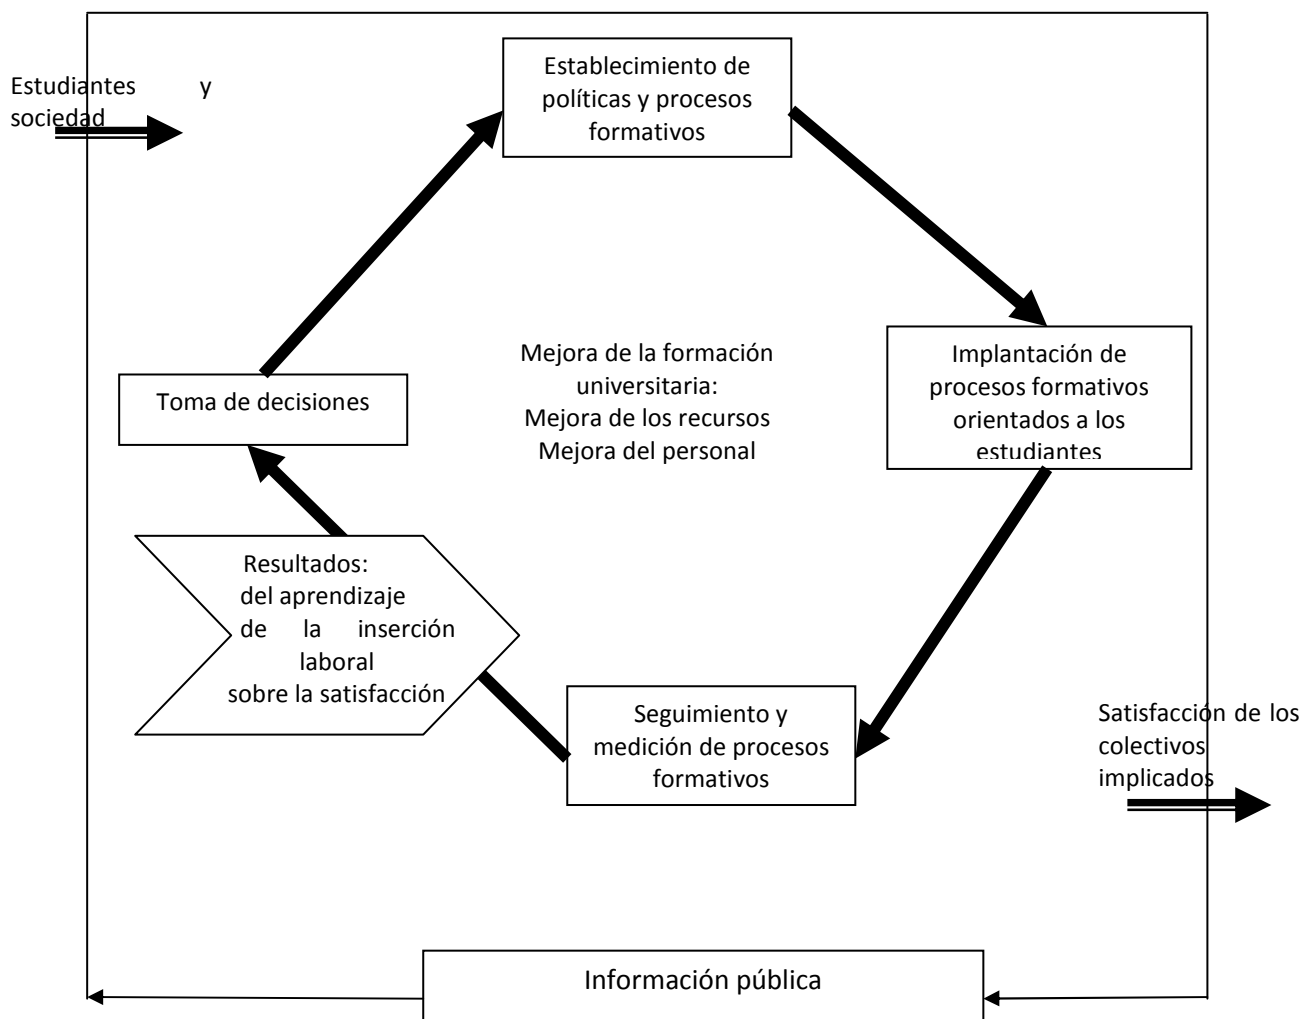 Establecimiento de
políticas y procesos
formativos
Estudiantes y
sociedad
Mejora de la formación
universitaria:
Mejora de los recursos
Mejora del personal
Implantación de
procesos formativos
orientados a los
estudiantes
Toma de decisiones
Resultados:
del aprendizaje
de la inserción
laboral
sobre la satisfacción
Seguimiento y
medición de procesos
formativos
Satisfacción de los
colectivos
implicados
Información pública